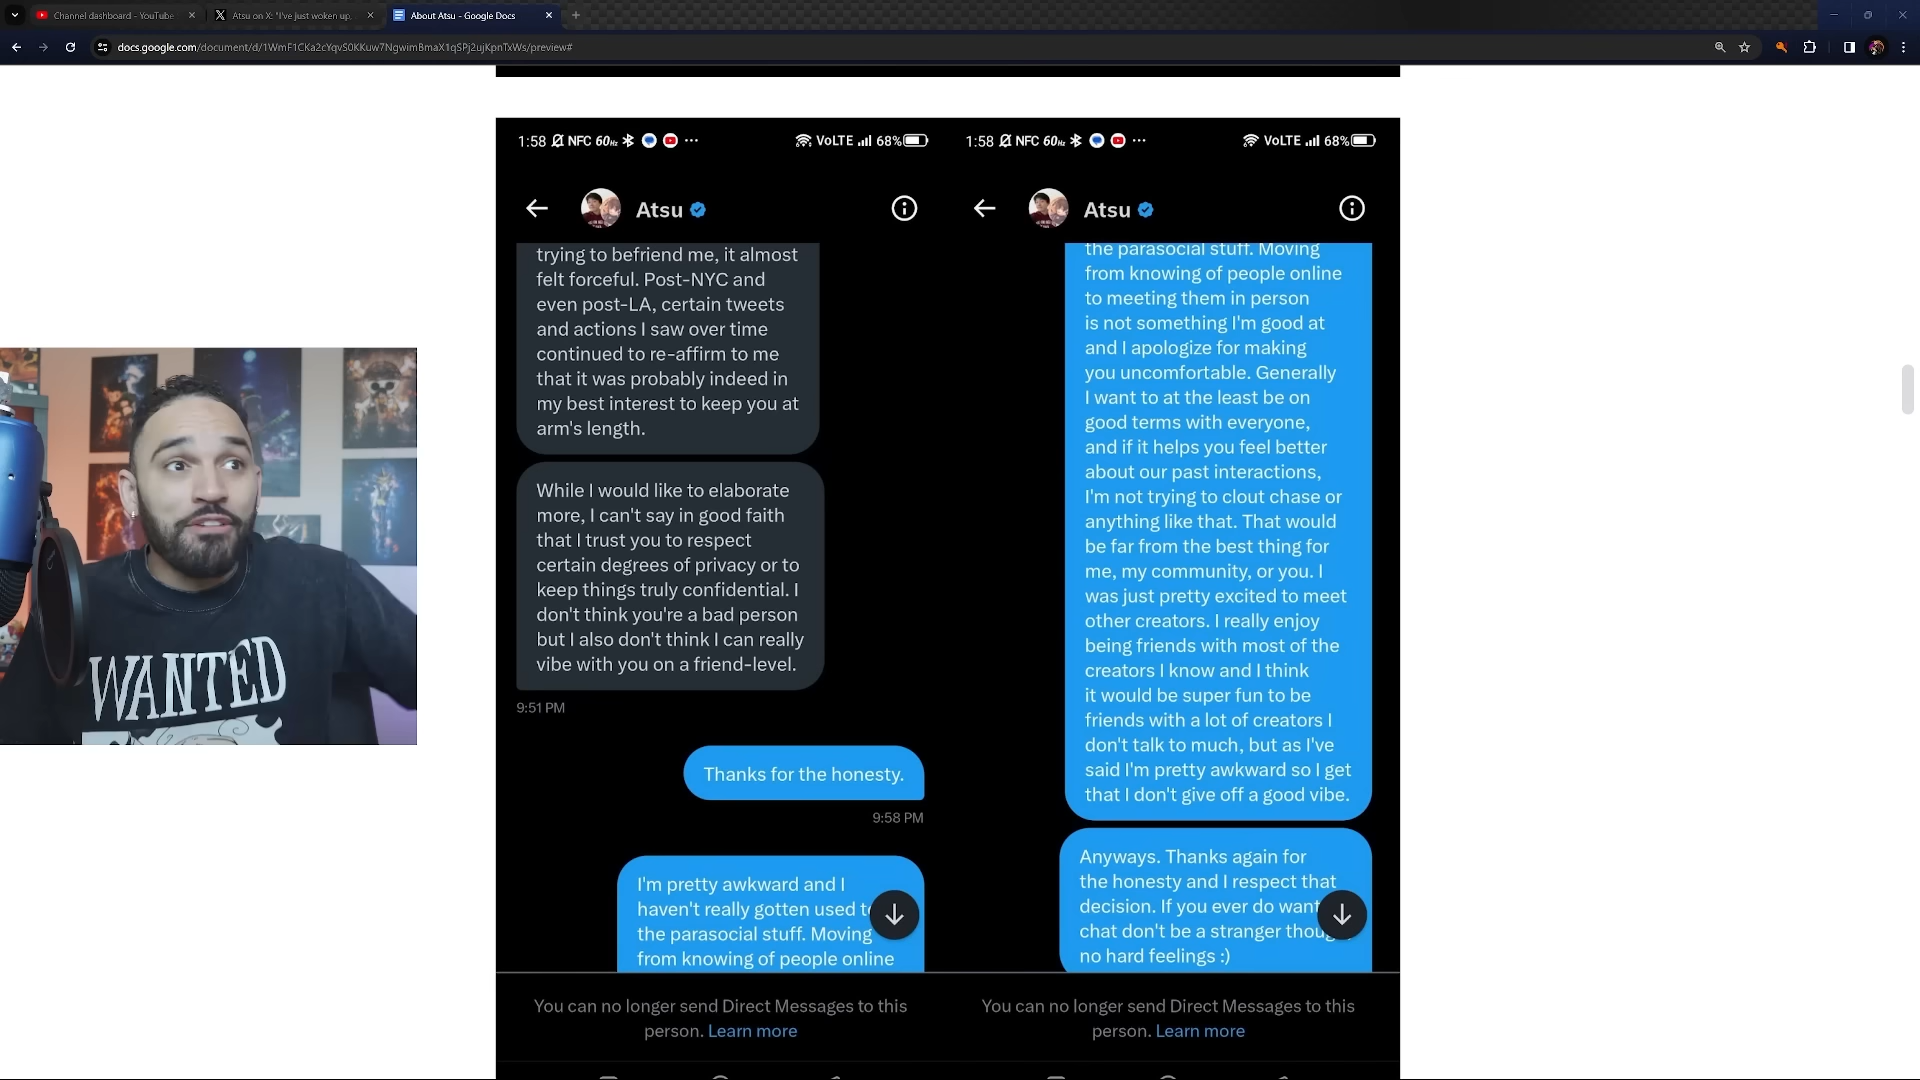 Channel dashboard - YouTube
Atsu on X: "I've just woken up,
About Atsu - Google Docs
docs.google.com/document/d/1WmF1CKa2cYqvS0KKuw7NgwimBmaX1qSPj2ujKpnTxWs/preview#
1:58 NFC 60Hz VoLTE 68%
Atsu
trying to befriend me, it almost
felt forceful. Post-NYC and
even post-LA, certain tweets
and actions I saw over time
continued to re-affirm to me
that it was probably indeed in
my best interest to keep you at
arm's length.
While I would like to elaborate
more, I can't say in good faith
that I trust you to respect
certain degrees of privacy or to
keep things truly confidential. I
don't think you're a bad person
but I also don't think I can really
vibe with you on a friend-level.
9:51 PM
Thanks for the honesty.
9:58 PM
I'm pretty awkward and I
haven't really gotten used
the parasocial stuff. Moving
from knowing of people online
You can no longer send Direct Messages to this
person. Learn more
1:58 NFC 60Hz VoLTE 68%
Atsu
the parasocial stuff. Moving
from knowing of people online
to meeting them in person
is not something I'm good at
and I apologize for making
you uncomfortable. Generally
I want to at the least be on
good terms with everyone,
and if it helps you feel better
about our past interactions,
I'm not trying to clout chase or
anything like that. That would
be far from the best thing for
me, my community, or you. I
was just pretty excited to meet
other creators. I really enjoy
being friends with most of the
creators I know and I think
it would be super fun to be
friends with a lot of creators I
don't talk to much, but as I've
said I'm pretty awkward so I get
that I don't give off a good vibe.
Anyways. Thanks again for
the honesty and I respect that
decision. If you ever do want
chat don't be a stranger thou
no hard feelings :)
You can no longer send Direct Messages to this
person. Learn more
WANTED